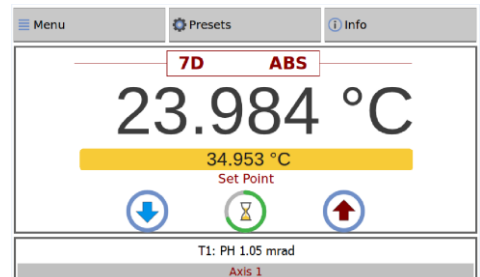 Menu Presets Info
7D ABS
23.984 °C
34.953 °C
Set Point
T1: PH 1.05 mrad
Axis 1